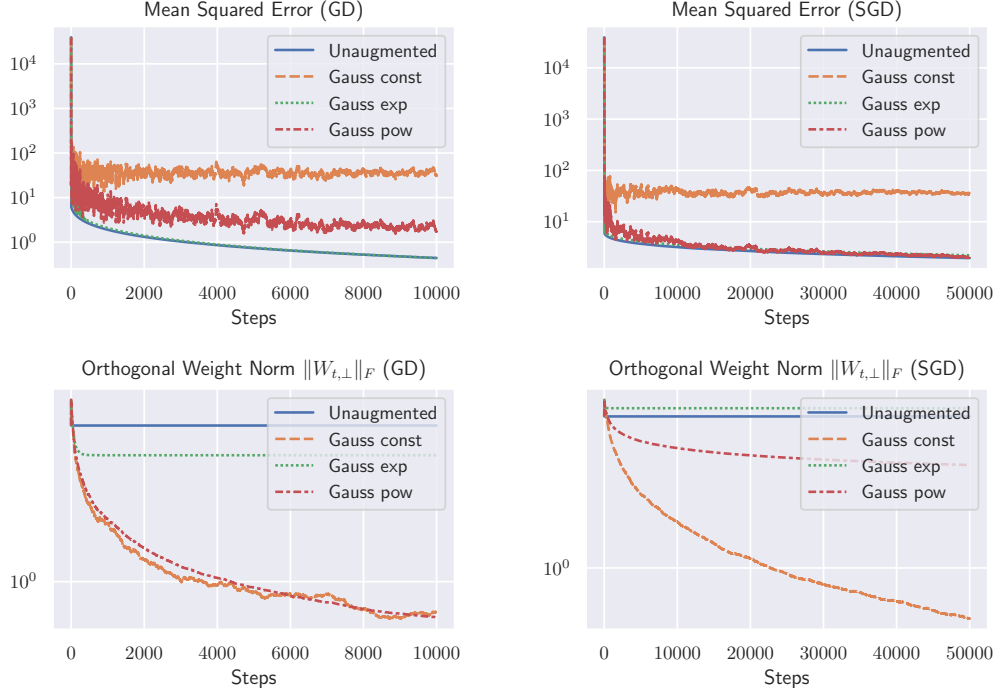 Mean Squared Error (GD)
10^4
10^3
10^2
10^1
10^0
Unaugmented
Gauss const
Gauss exp
Gauss pow
0 2000 4000 6000 8000 10000
Steps
Mean Squared Error (SGD)
10^4
10^3
10^2
10^1
Unaugmented
Gauss const
Gauss exp
Gauss pow
0 10000 20000 30000 40000 50000
Steps
Orthogonal Weight Norm ∥W_{t,⊥}∥_F (GD)
10^0
Unaugmented
Gauss const
Gauss exp
Gauss pow
0 2000 4000 6000 8000 10000
Steps
Orthogonal Weight Norm ∥W_{t,⊥}∥_F (SGD)
10^0
Unaugmented
Gauss const
Gauss exp
Gauss pow
0 10000 20000 30000 40000 50000
Steps